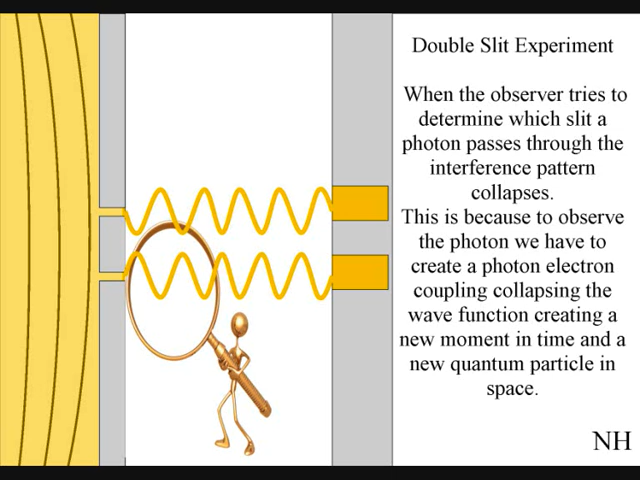 Double Slit Experiment
When the observer tries to
determine which slit a
photon passes through the
interference pattern
collapses.
This is because to observe
the photon we have to
create a photon electron
coupling collapsing the
wave function creating a
new moment in time and a
new quantum particle in
space.
NH